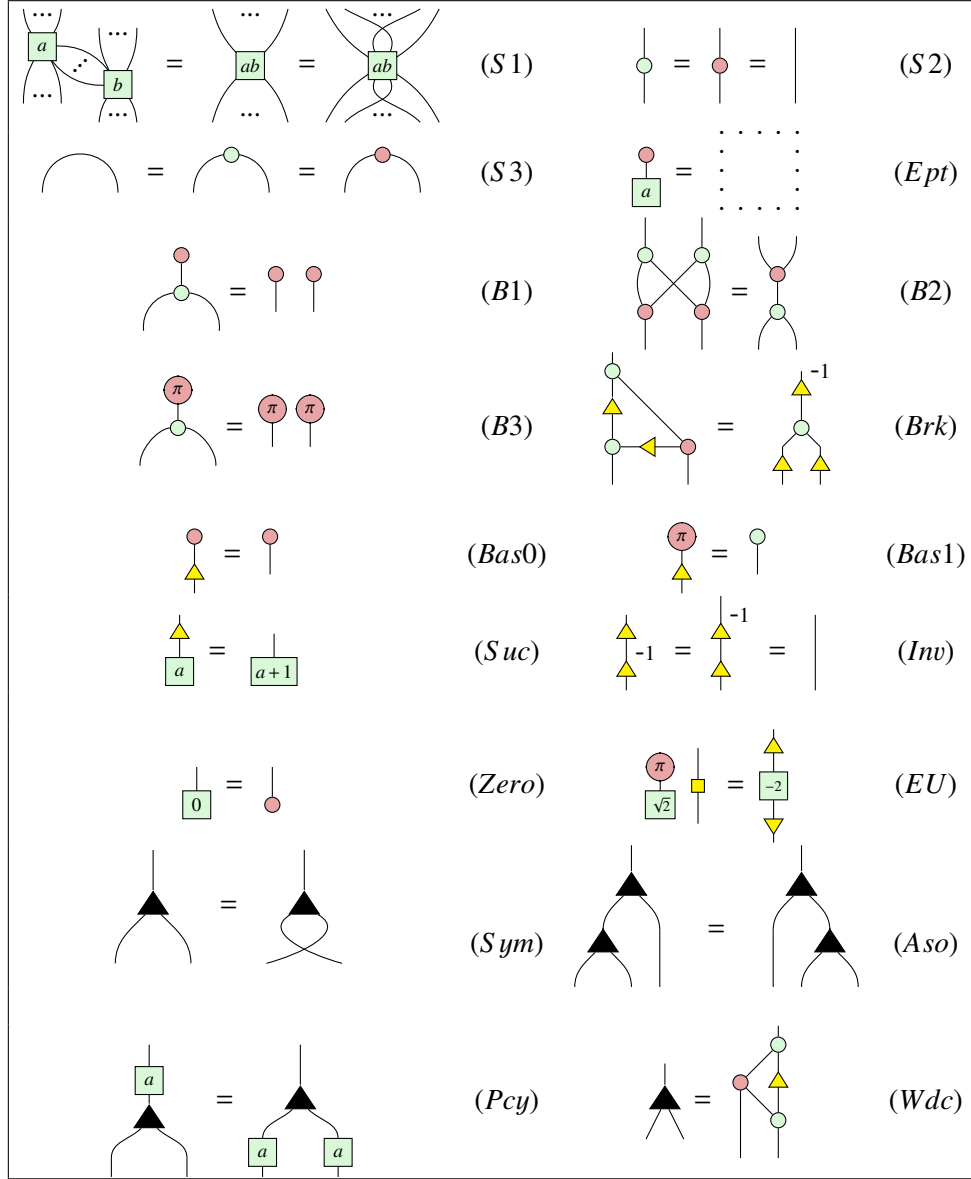 ... ... ... ...
a ... ab ab
b = = (S1) = = (S2)
... ... ... ...
= = (S3) a = (Ept)
= (B1) = (B2)
π = π π (B3) = -1 (Brk)
= (Bas0) π = (Bas1)
a = a+1 (Suc) -1 = -1 = (Inv)
0 = (Zero) π √2 = -2 (EU)
= (Sym) = (Aso)
a = a a (Pcy) = (Wdc)